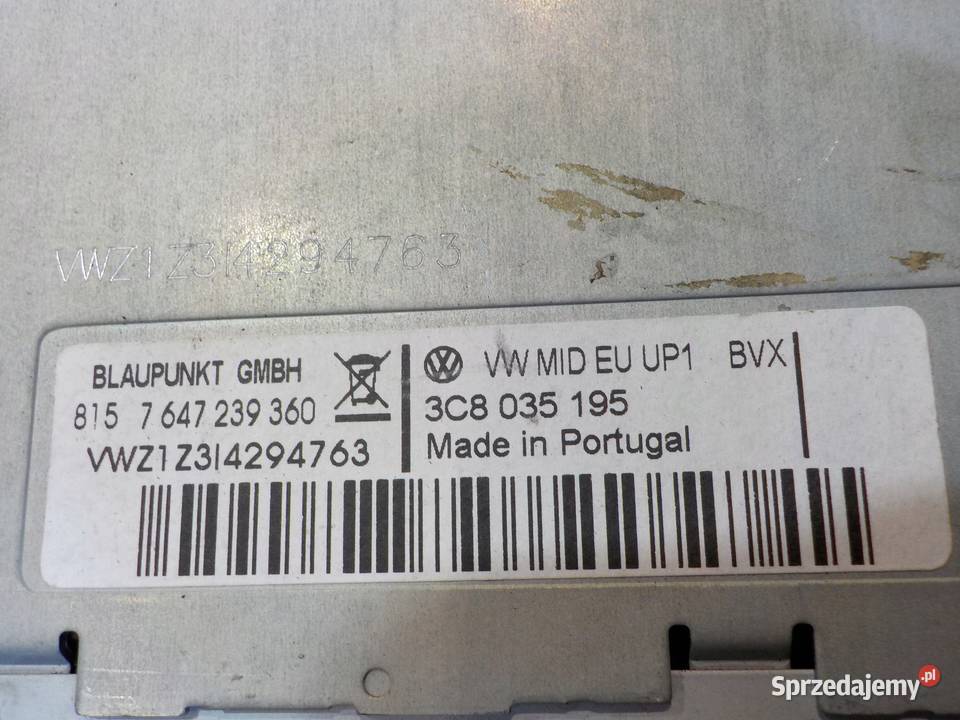 VWZ1Z3I4294763
BLAUPUNKT GMBH
815 7 647 239 360
VWZ1Z3I4294763
VW MID EU UP1 BVX
3C8 035 195
Made in Portugal
Sprzedajemy.pl